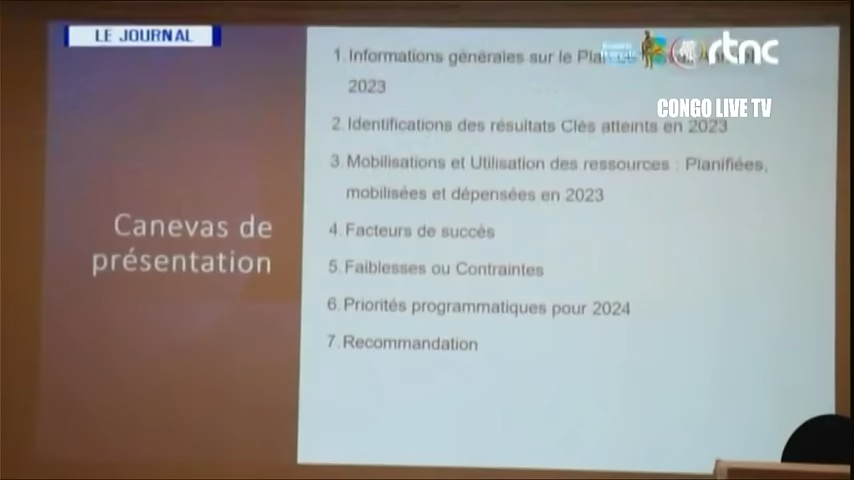 LE JOURNAL
rtnc
CONGO LIVE TV
Canevas de
présentation
1. Informations générales sur le Plan
2023
2. Identifications des résultats Clés atteints en 2023
3. Mobilisations et Utilisation des ressources : Planifiées,
mobilisées et dépensées en 2023
4. Facteurs de succès
5. Faiblesses ou Contraintes
6. Priorités programmatiques pour 2024
7. Recommandation